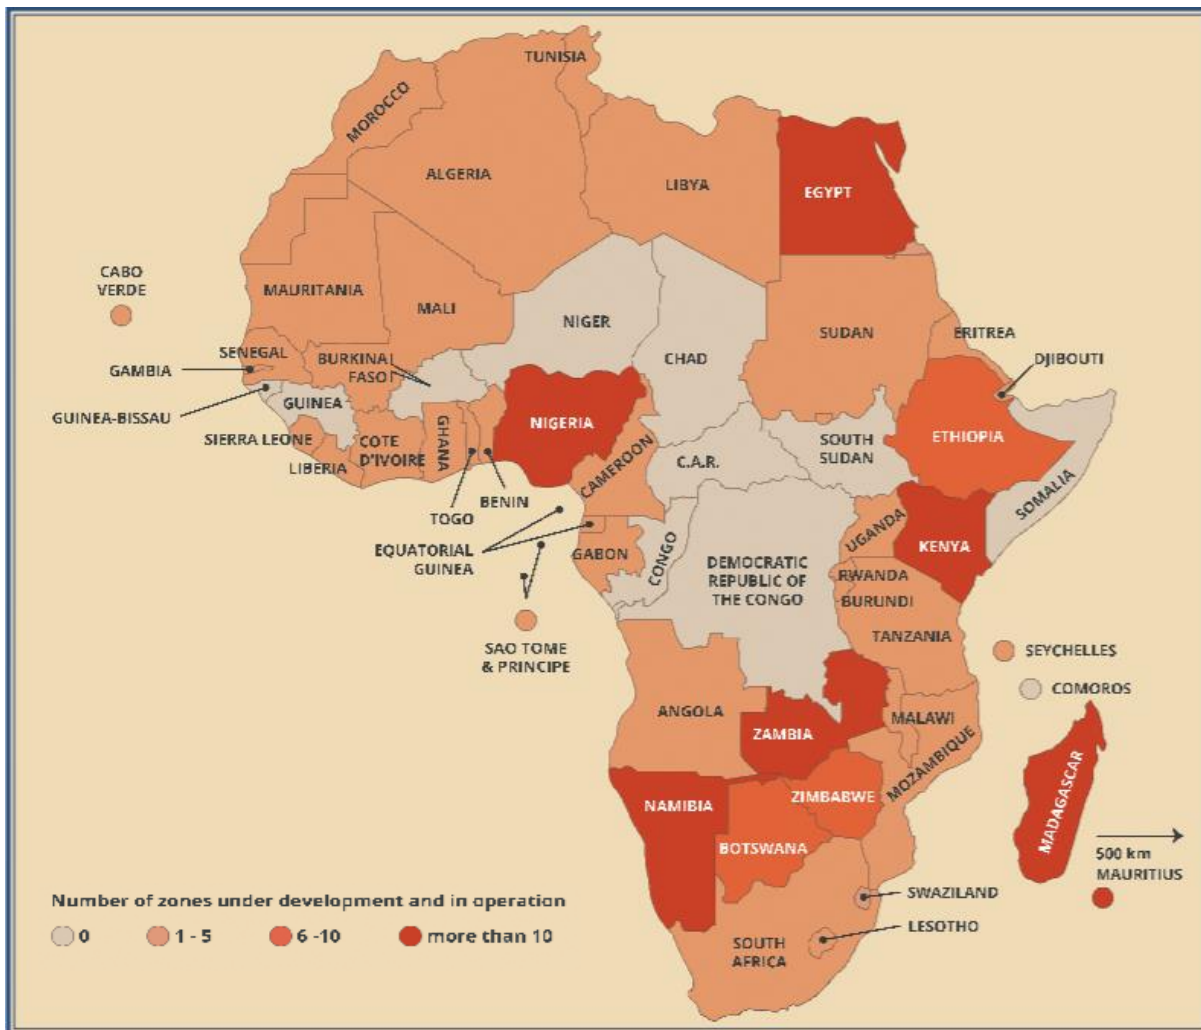 TUNISIA
MOROCCO
ALGERIA
LIBYA
EGYPT
CABO
VERDE
MAURITANIA
MALI
NIGER
CHAD
SUDAN
ERITREA
DJIBOUTI
SENEGAL
GAMBIA
BURKINA
FASO
GUINEA-BISSAU
GUINEA
SIERRA LEONE
LIBERIA
COTE
D'IVOIRE
GHANA
TOGO
BENIN
NIGERIA
CAMEROON
C.A.R.
SOUTH
SUDAN
ETHIOPIA
SOMALIA
EQUATORIAL
GUINEA
GABON
CONGO
DEMOCRATIC
REPUBLIC OF
THE CONGO
UGANDA
KENYA
RWANDA
BURUNDI
TANZANIA
SAO TOME
& PRINCIPE
SEYCHELLES
COMOROS
ANGOLA
ZAMBIA
MALAWI
MOZAMBIQUE
NAMIBIA
ZIMBABWE
BOTSWANA
MADAGASCAR
500 km
MAURITIUS
SWAZILAND
LESOTHO
SOUTH
AFRICA
Number of zones under development and in operation
0 1 - 5 6 -10 more than 10